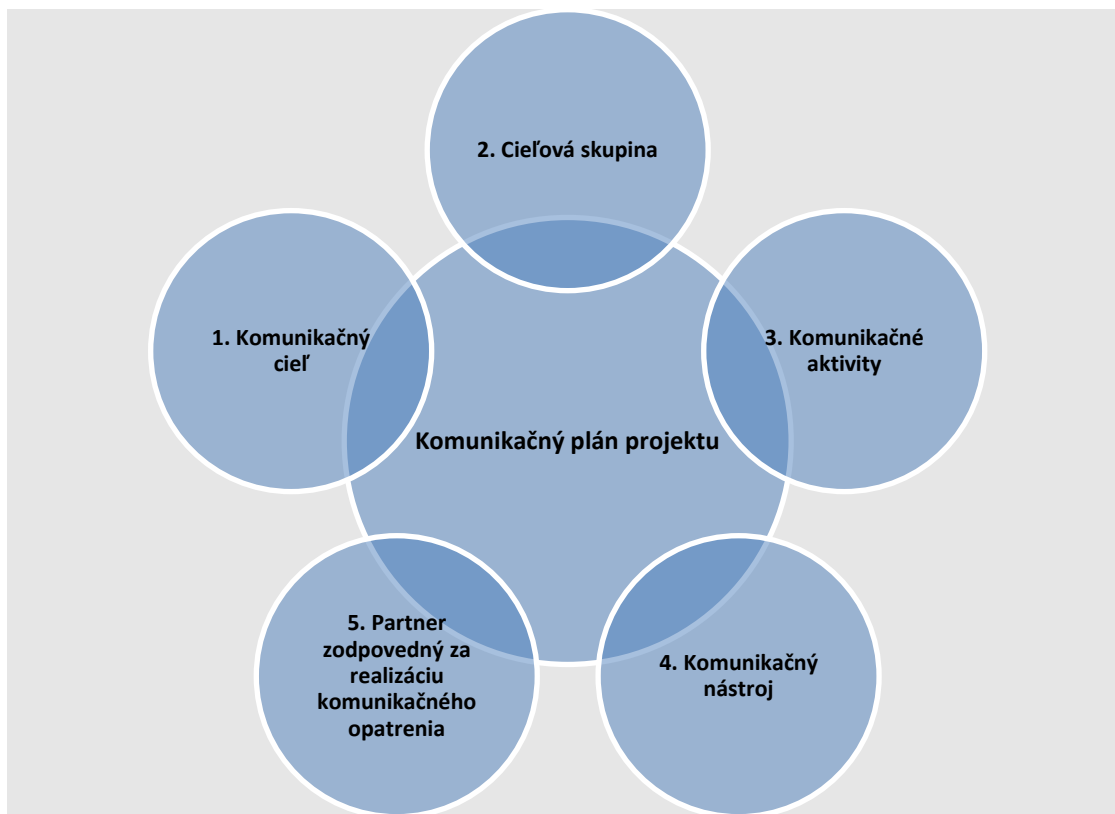 2. Cieľová skupina
1. Komunikačný
cieľ
3. Komunikačné
aktivity
Komunikačný plán projektu
5. Partner
zodpovedný za
realizáciu
komunikačného
opatrenia
4. Komunikačný
nástroj